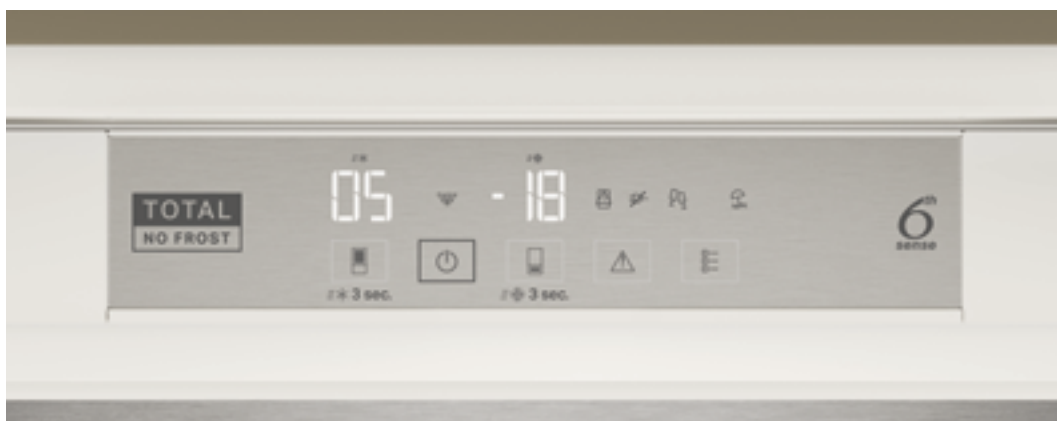 TOTAL
NO FROST
05
-18
3 sec.
3 sec.
6th
sense